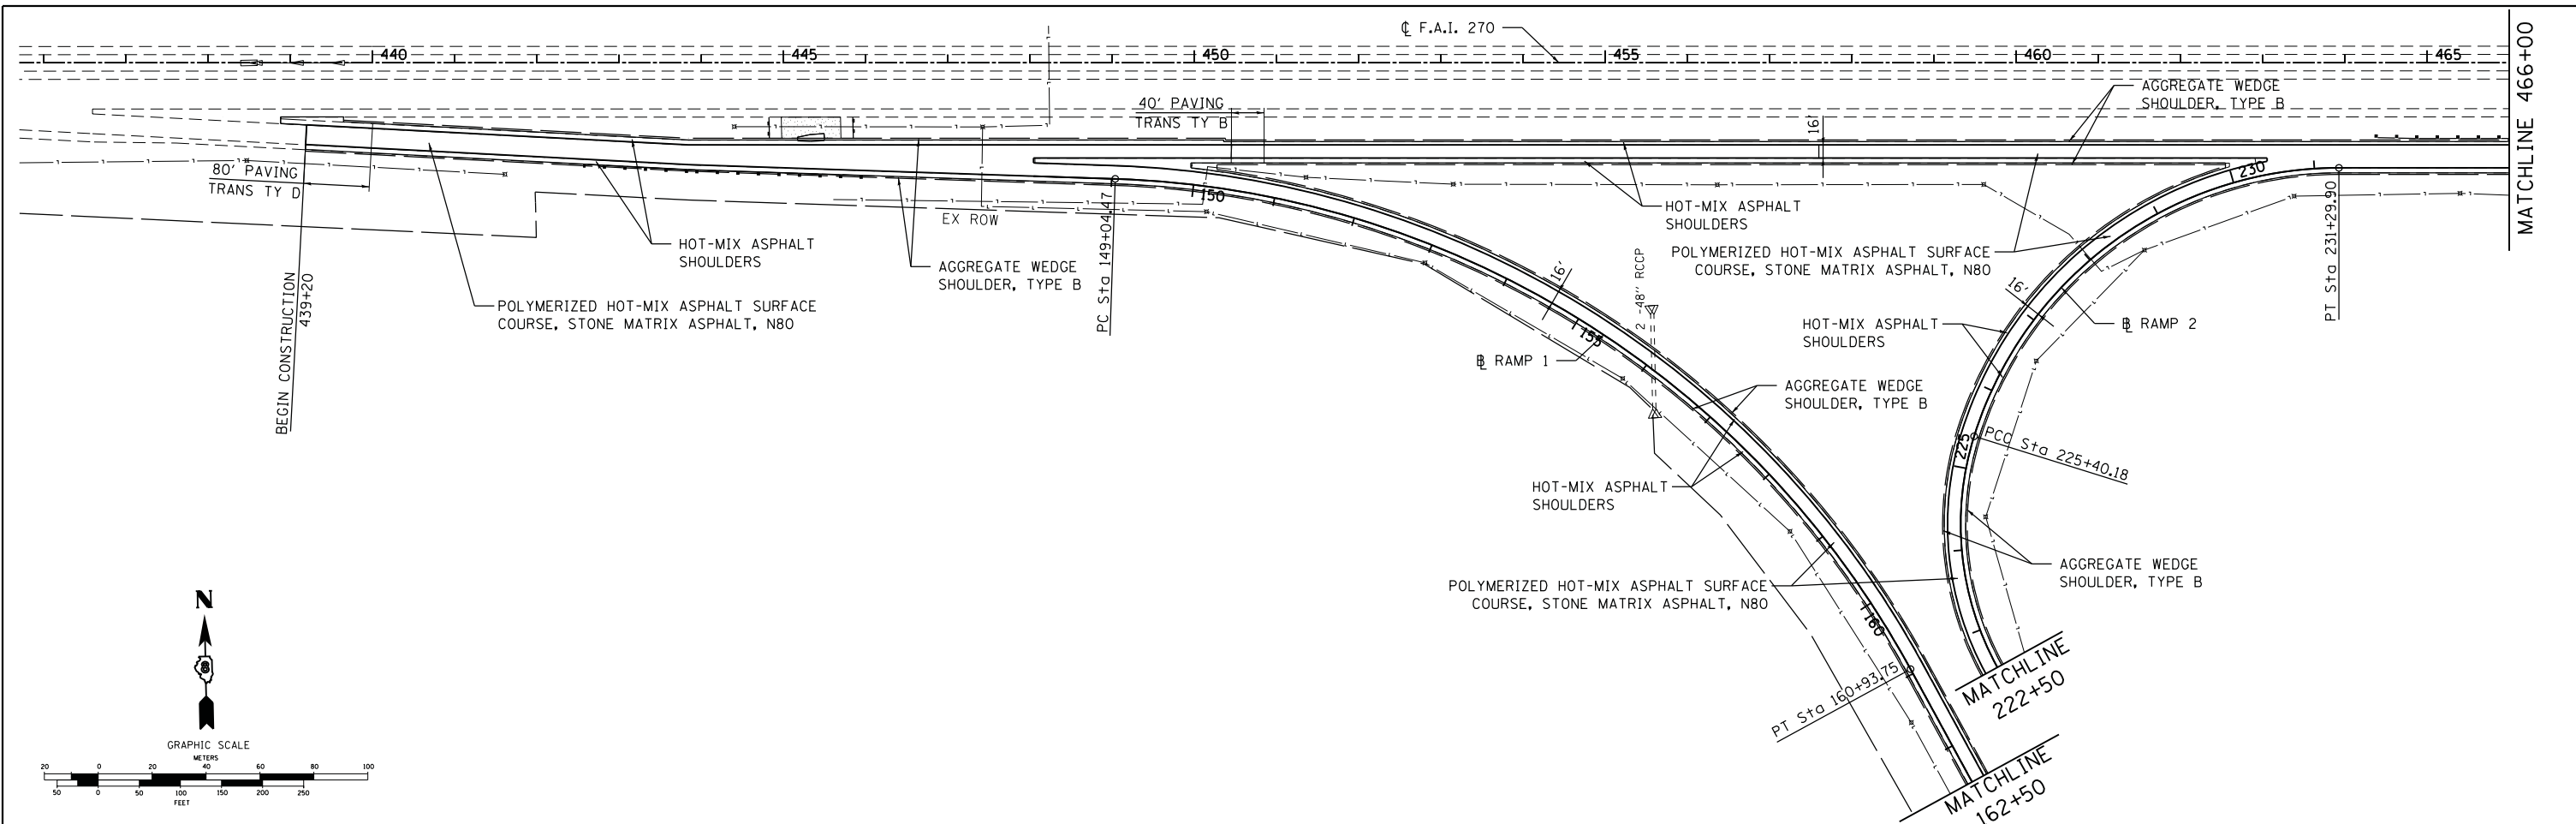 ℄ F.A.I. 270
440
445
450
455
460
465
MATCHLINE 466+00
AGGREGATE WEDGE
SHOULDER, TYPE B
40' PAVING
TRANS TY B
16'
80' PAVING
TRANS TY D
230
150
EX ROW
HOT-MIX ASPHALT
SHOULDERS
HOT-MIX ASPHALT
SHOULDERS
POLYMERIZED HOT-MIX ASPHALT SURFACE
COURSE, STONE MATRIX ASPHALT, N80
AGGREGATE WEDGE
SHOULDER, TYPE B
POLYMERIZED HOT-MIX ASPHALT SURFACE
COURSE, STONE MATRIX ASPHALT, N80
BEGIN CONSTRUCTION
439+20
PC Sta 149+04.47
16'
2 -48" RCCP
16'
PT Sta 231+29.90
HOT-MIX ASPHALT
SHOULDERS
BL RAMP 2
155
BL RAMP 1
AGGREGATE WEDGE
SHOULDER, TYPE B
225
PCC Sta 225+40.18
HOT-MIX ASPHALT
SHOULDERS
POLYMERIZED HOT-MIX ASPHALT SURFACE
COURSE, STONE MATRIX ASPHALT, N80
AGGREGATE WEDGE
SHOULDER, TYPE B
160
PT Sta 160+93.75
MATCHLINE
222+50
MATCHLINE
162+50
N
GRAPHIC SCALE
METERS
20 0 20 40 60 80 100
50 0 50 100 150 200 250
FEET